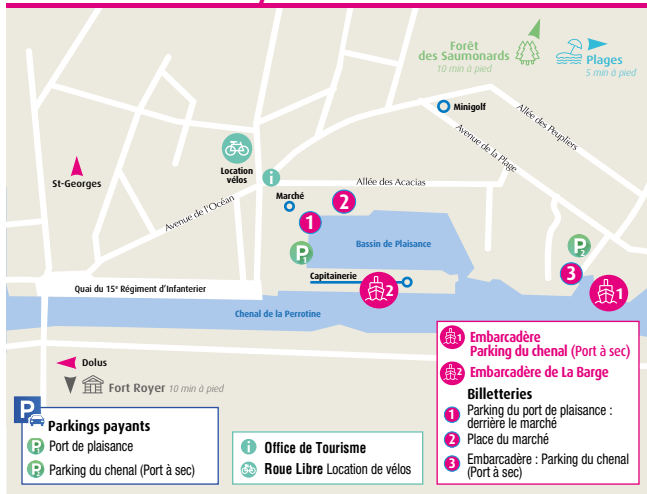 Forêt
des Saumonards
10 min à pied
Plages
5 min à pied
Minigolf
Allée des Peupliers
Avenue de la Plage
Location
vélos
i
St-Georges
Allée des Acacias
Marché
Avenue de l'Océan
2
1
P1
Bassin de Plaisance
P2
3
1
Capitainerie
2
Quai du 15e Régiment d'Infanterier
Chenal de la Perrotine
Dolus
Fort Royer 10 min à pied
P
Parkings payants
P1 Port de plaisance
P2 Parking du chenal (Port à sec)
i Office de Tourisme
Roue Libre Location de vélos
1 Embarcadère
Parking du chenal (Port à sec)
2 Embarcadère de La Barge
Billetteries
1 Parking du port de plaisance :
derrière le marché
2 Place du marché
3 Embarcadère : Parking du chenal
(Port à sec)